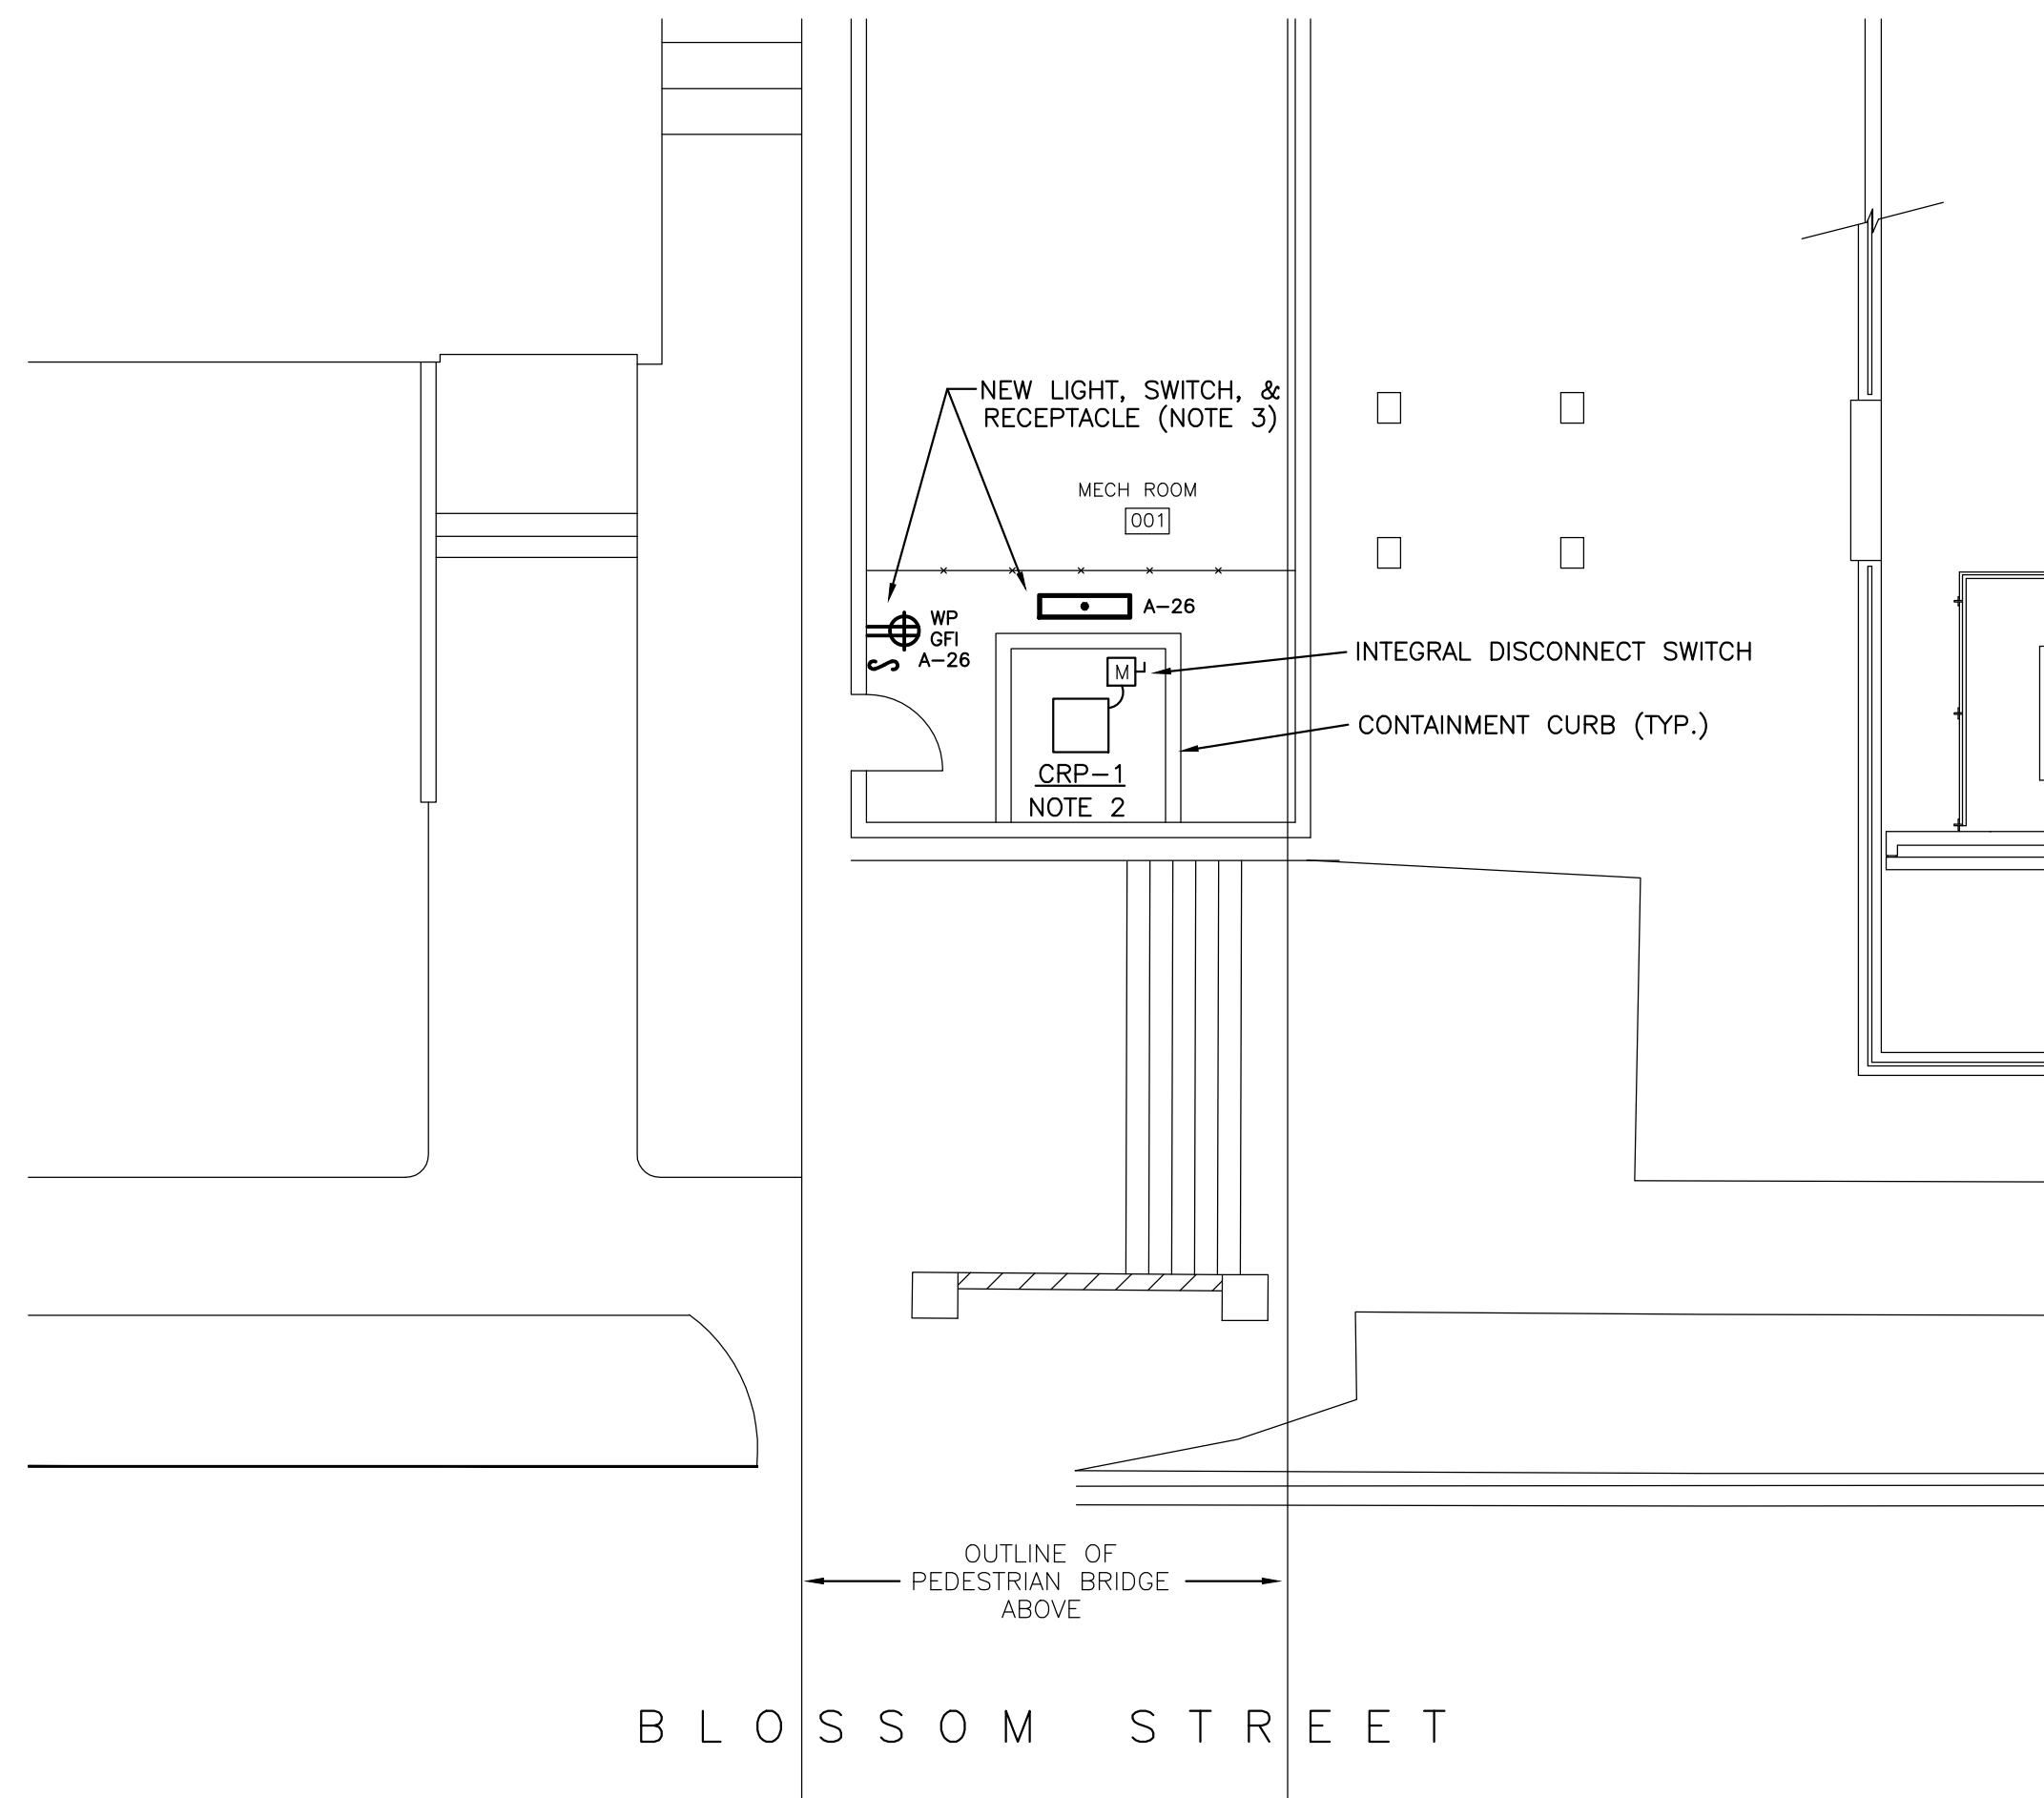 NEW LIGHT, SWITCH, &
RECEPTACLE (NOTE 3)
MECH ROOM
001
A-26
WP
GFI
A-26
S
M
INTEGRAL DISCONNECT SWITCH
CONTAINMENT CURB (TYP.)
CRP-1
NOTE 2
OUTLINE OF
PEDESTRIAN BRIDGE
ABOVE
BLOSSOM STREET